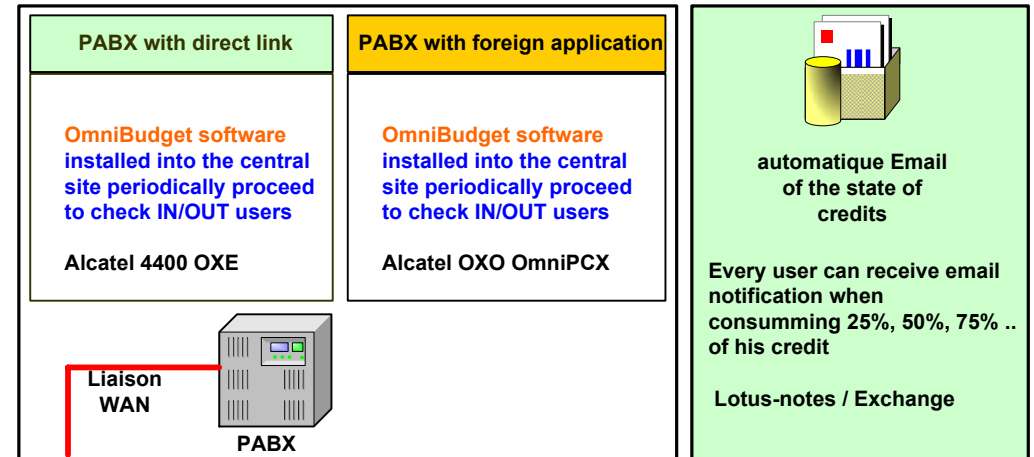 PABX with direct link
OmniBudget software
installed into the central
site periodically proceed
to check IN/OUT users
Alcatel 4400 OXE
PABX with foreign application
OmniBudget software
installed into the central
site periodically proceed
to check IN/OUT users
Alcatel OXO OmniPCX
Liaison
WAN
PABX
automatique Email
of the state of
credits
Every user can receive email
notification when
consumming 25%, 50%, 75% ..
of his credit
Lotus-notes / Exchange